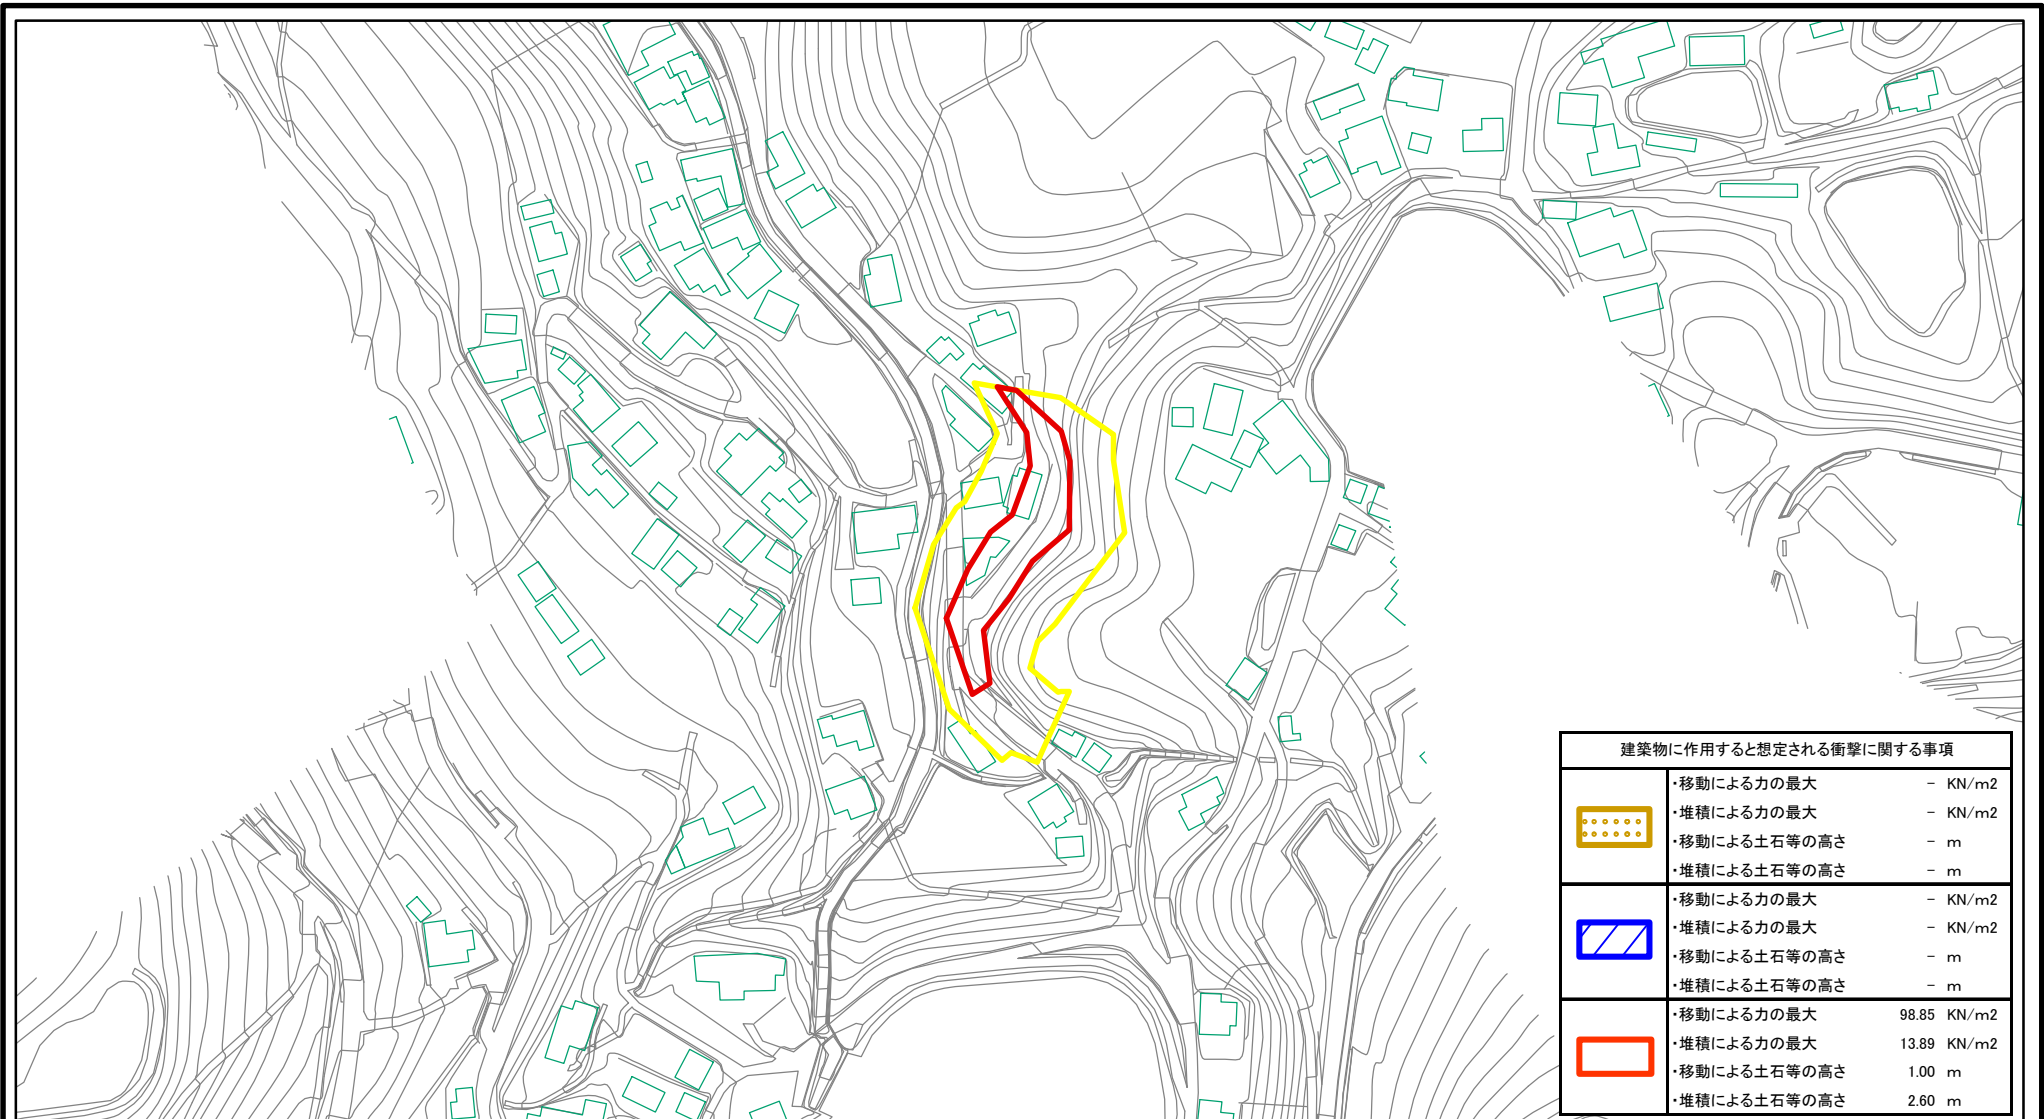 建築物に作用すると想定される衝撃に関する事項
・移動による力の最大 － KN/m2
・堆積による力の最大 － KN/m2
・移動による土石等の高さ － m
・堆積による土石等の高さ － m
・移動による力の最大 － KN/m2
・堆積による力の最大 － KN/m2
・移動による土石等の高さ － m
・堆積による土石等の高さ － m
・移動による力の最大 98.85 KN/m2
・堆積による力の最大 13.89 KN/m2
・移動による土石等の高さ 1.00 m
・堆積による土石等の高さ 2.60 m